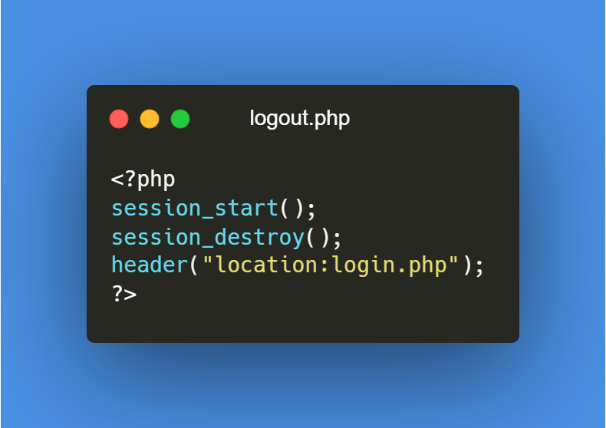 logout.php
<?php
session_start();
session_destroy();
header("location:login.php");
?>